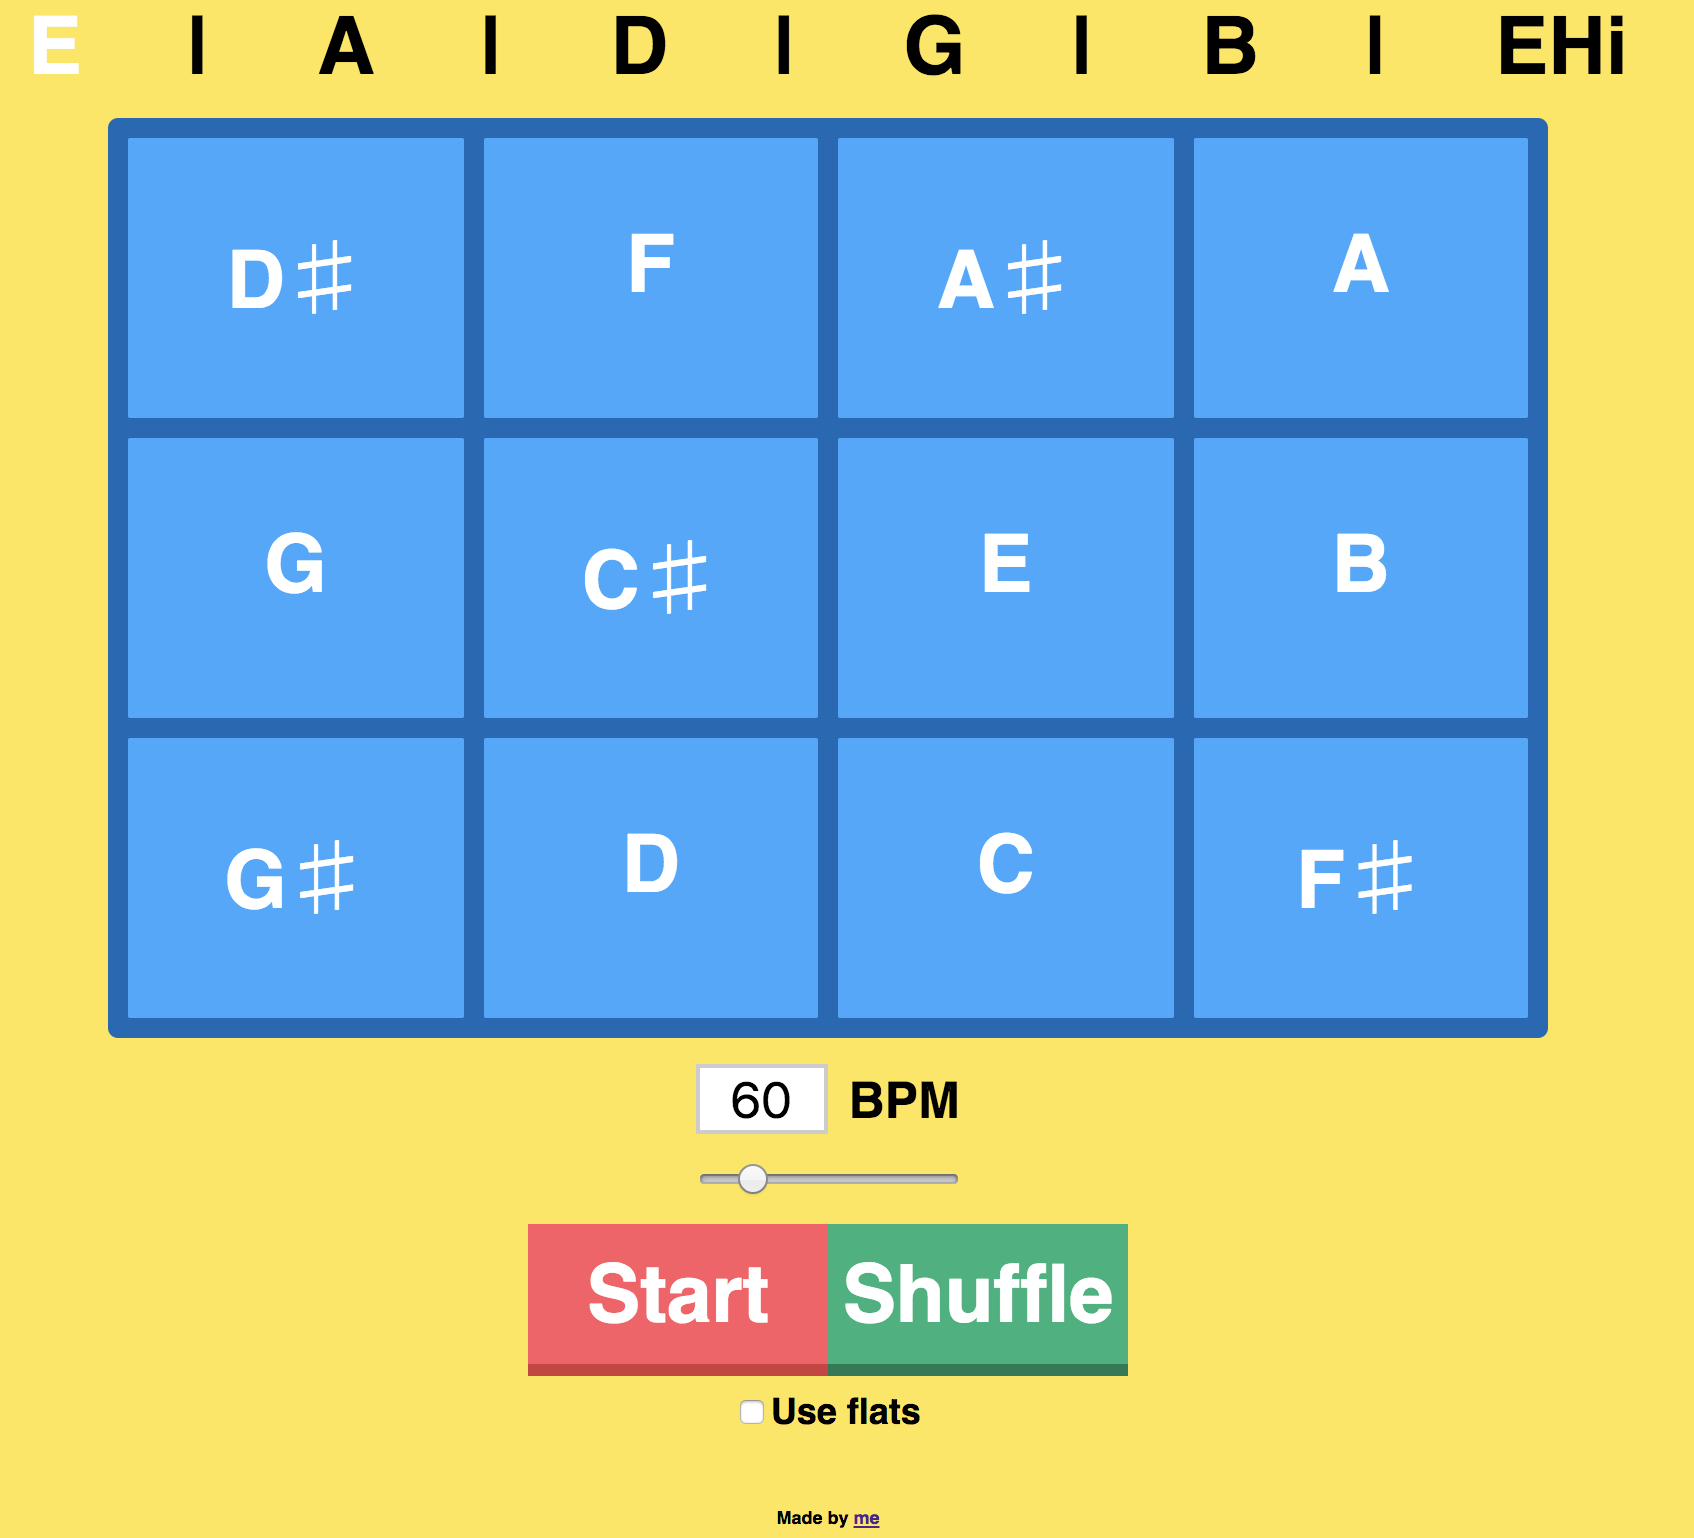 E | A | D | G | B | EHi
D♯ F A♯ A
G C♯ E B
G♯ D C F♯
60 BPM
Start Shuffle
Use flats
Made by me